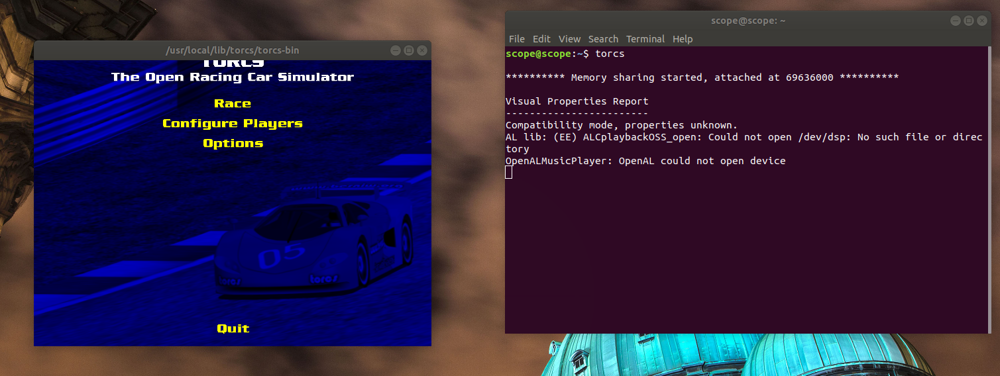 /usr/local/lib/torcs/torcs-bin
TORCS
The Open Racing Car Simulator
Race
Configure Players
Options
05
torcs
torcs
Quit
scope@scope: ~
File Edit View Search Terminal Help
scope@scope:~$ torcs
********** Memory sharing started, attached at 69636000 **********
Visual Properties Report
------------------------
Compatibility mode, properties unknown.
AL lib: (EE) ALCplaybackOSS_open: Could not open /dev/dsp: No such file or direc
tory
OpenALMusicPlayer: OpenAL could not open device